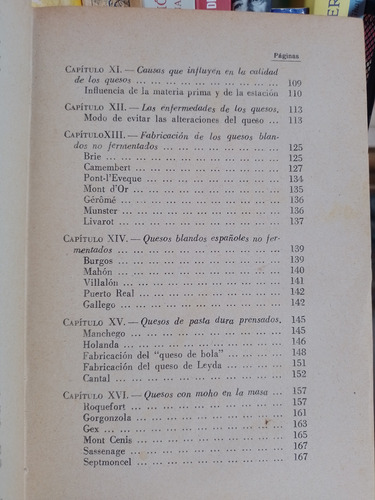 Páginas
CAPÍTULO XI. — Causas que influyen en la calidad
de los quesos ... ... ... ... ... ... ... ... ... ... 109
Influencia de la materia prima y de la estación 110
CAPÍTULO XII. — Las enfermedades de los quesos, 113
Modo de evitar las alteraciones del queso ... ... 113
CAPÍTULO XIII. — Fabricación de los quesos blan-
dos no fermentados ... ... ... ... ... ... ... ... 125
Brie ... ... ... ... ... ... ... ... ... ... ... ... 125
Camembert ... ... ... ... ... ... ... ... ... ... 127
Pont-l'Eveque ... ... ... ... ... ... ... ... ... 134
Mont d'Or ... ... ... ... ... ... ... ... ... ... 135
Gérômé ... ... ... ... ... ... ... ... ... ... ... 136
Munster ... ... ... ... ... ... ... ... ... ... ... 136
Livarot ... ... ... ... ... ... ... ... ... ... ... 137
CAPÍTULO XIV. — Quesos blandos españoles no fer-
mentados ... ... ... ... ... ... ... ... ... ... ... 139
Burgos ... ... ... ... ... ... ... ... ... ... ... 139
Mahón ... ... ... ... ... ... ... ... ... ... ... 140
Villalón ... ... ... ... ... ... ... ... ... ... ... 141
Puerto Real ... ... ... ... ... ... ... ... ... ... 142
Gallego ... ... ... ... ... ... ... ... ... ... ... 142
CAPÍTULO XV. — Quesos de pasta dura prensados, 145
Manchego ... ... ... ... ... ... ... ... ... ... 145
Holanda ... ... ... ... ... ... ... ... ... ... ... 146
Fabricación del "queso de bola" ... ... ... ... ... 148
Fabricación del queso de Leyda ... ... ... ... ... 151
Cantal ... ... ... ... ... ... ... ... ... ... ... 152
CAPÍTULO XVI. — Quesos con moho en la masa ... 157
Roquefort ... ... ... ... ... ... ... ... ... ... 157
Gorgonzola ... ... ... ... ... ... ... ... ... ... 161
Gex ... ... ... ... ... ... ... ... ... ... ... ... 163
Mont Cenis ... ... ... ... ... ... ... ... ... ... 165
Sassenage ... ... ... ... ... ... ... ... ... ... 167
Septmoncel ... ... ... ... ... ... ... ... ... ... 167